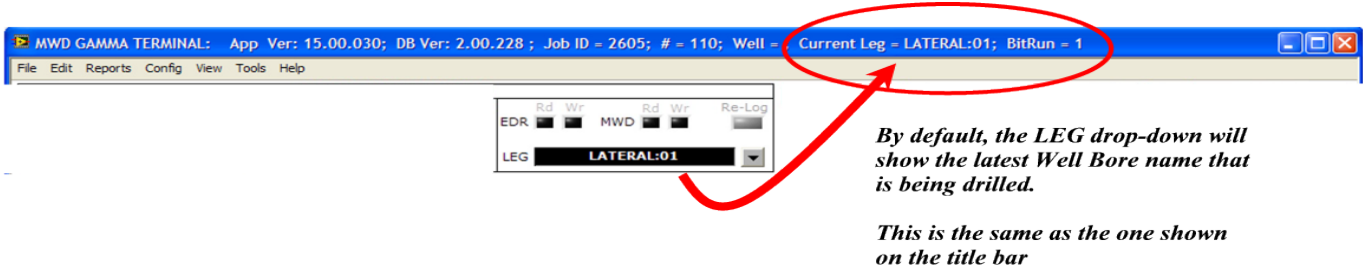 MWD GAMMA TERMINAL: App Ver: 15.00.030; DB Ver: 2.00.228 ; Job ID = 2605; # = 110; Well = , Current Leg = LATERAL:01; BitRun = 1
File Edit Reports Config View Tools Help
Rd Wr Rd Wr Re-Log
EDR MWD
LEG LATERAL:01
By default, the LEG drop-down will
show the latest Well Bore name that
is being drilled.
This is the same as the one shown
on the title bar